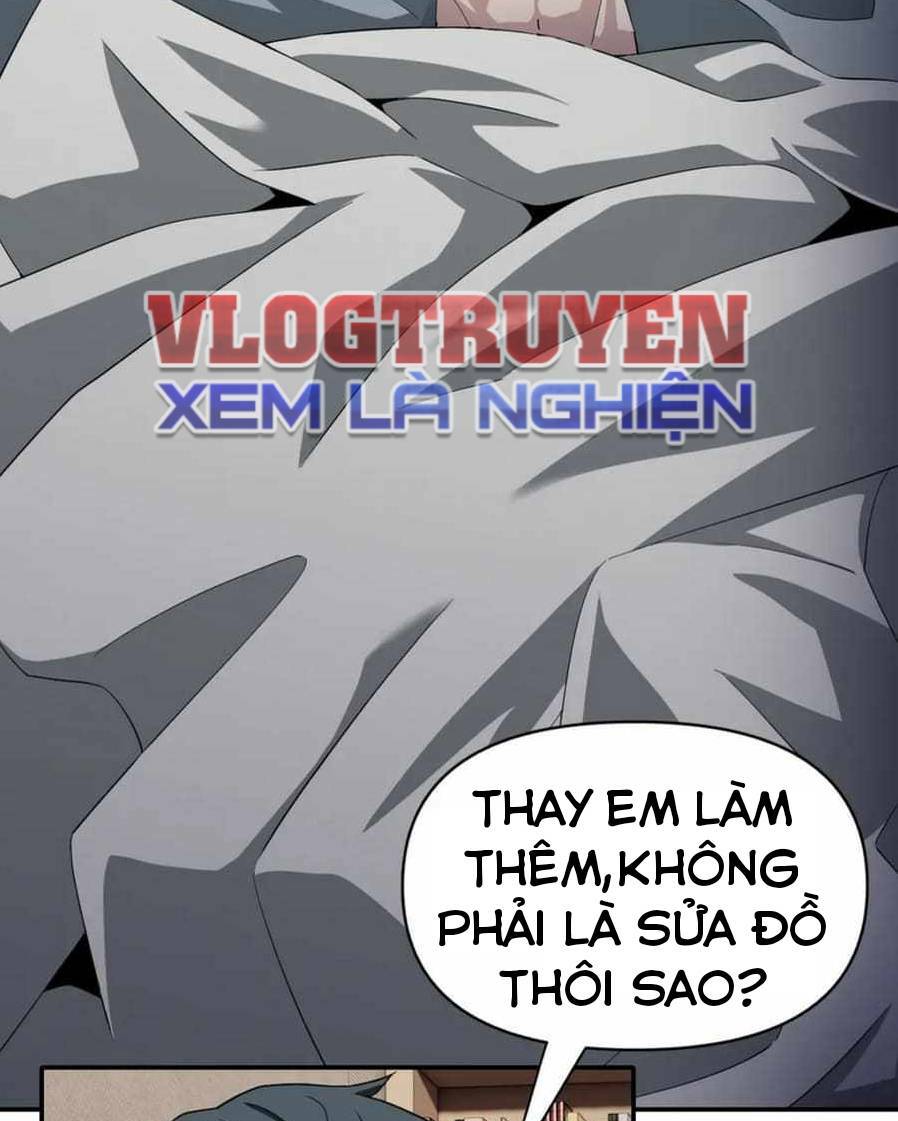 VLOGTRUYEN
XEM LÀ NGHIỆN
THAY EM LÀM
THÊM,KHÔNG
PHẢI LÀ SỬA ĐỒ
THÔI SAO?